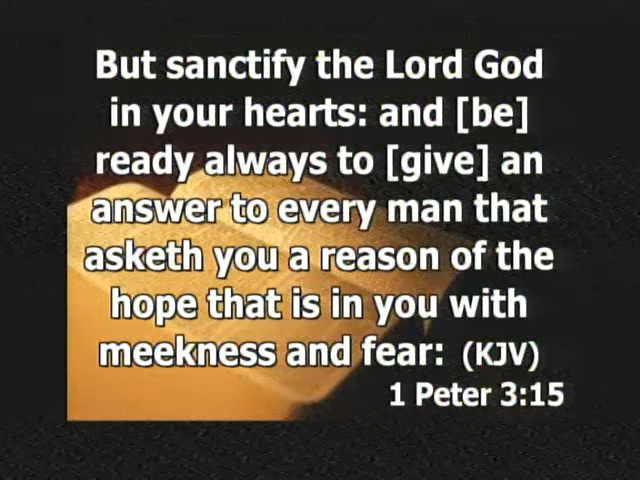 But sanctify the Lord God
in your hearts: and [be]
ready always to [give] an
answer to every man that
asketh you a reason of the
hope that is in you with
meekness and fear: (KJV)
1 Peter 3:15